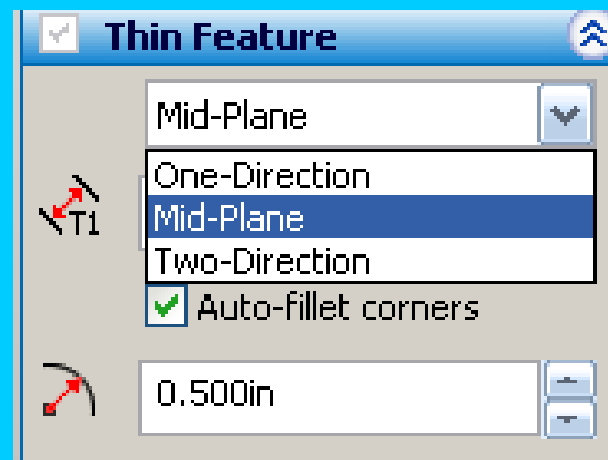 Thin Feature
Mid-Plane
One-Direction
Mid-Plane
Two-Direction
T1
Auto-fillet corners
0.500in